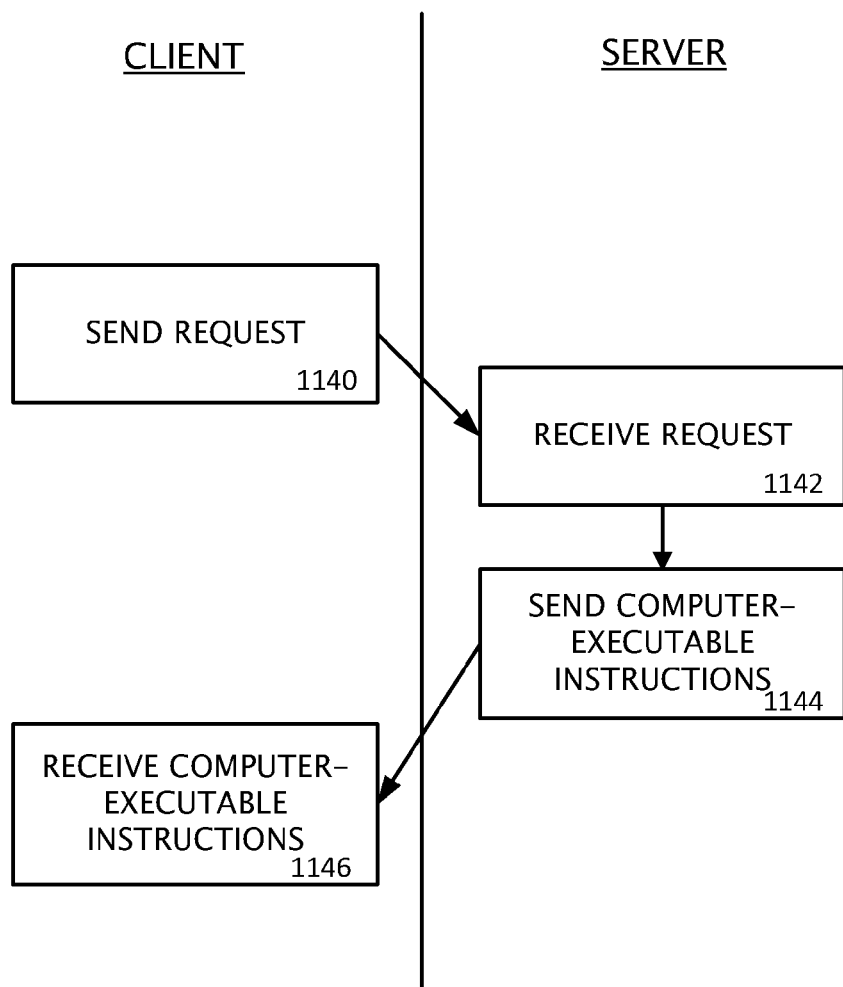 CLIENT
SERVER
SEND REQUEST
1140
RECEIVE REQUEST
1142
SEND COMPUTER-
EXECUTABLE
INSTRUCTIONS
1144
RECEIVE COMPUTER-
EXECUTABLE
INSTRUCTIONS
1146